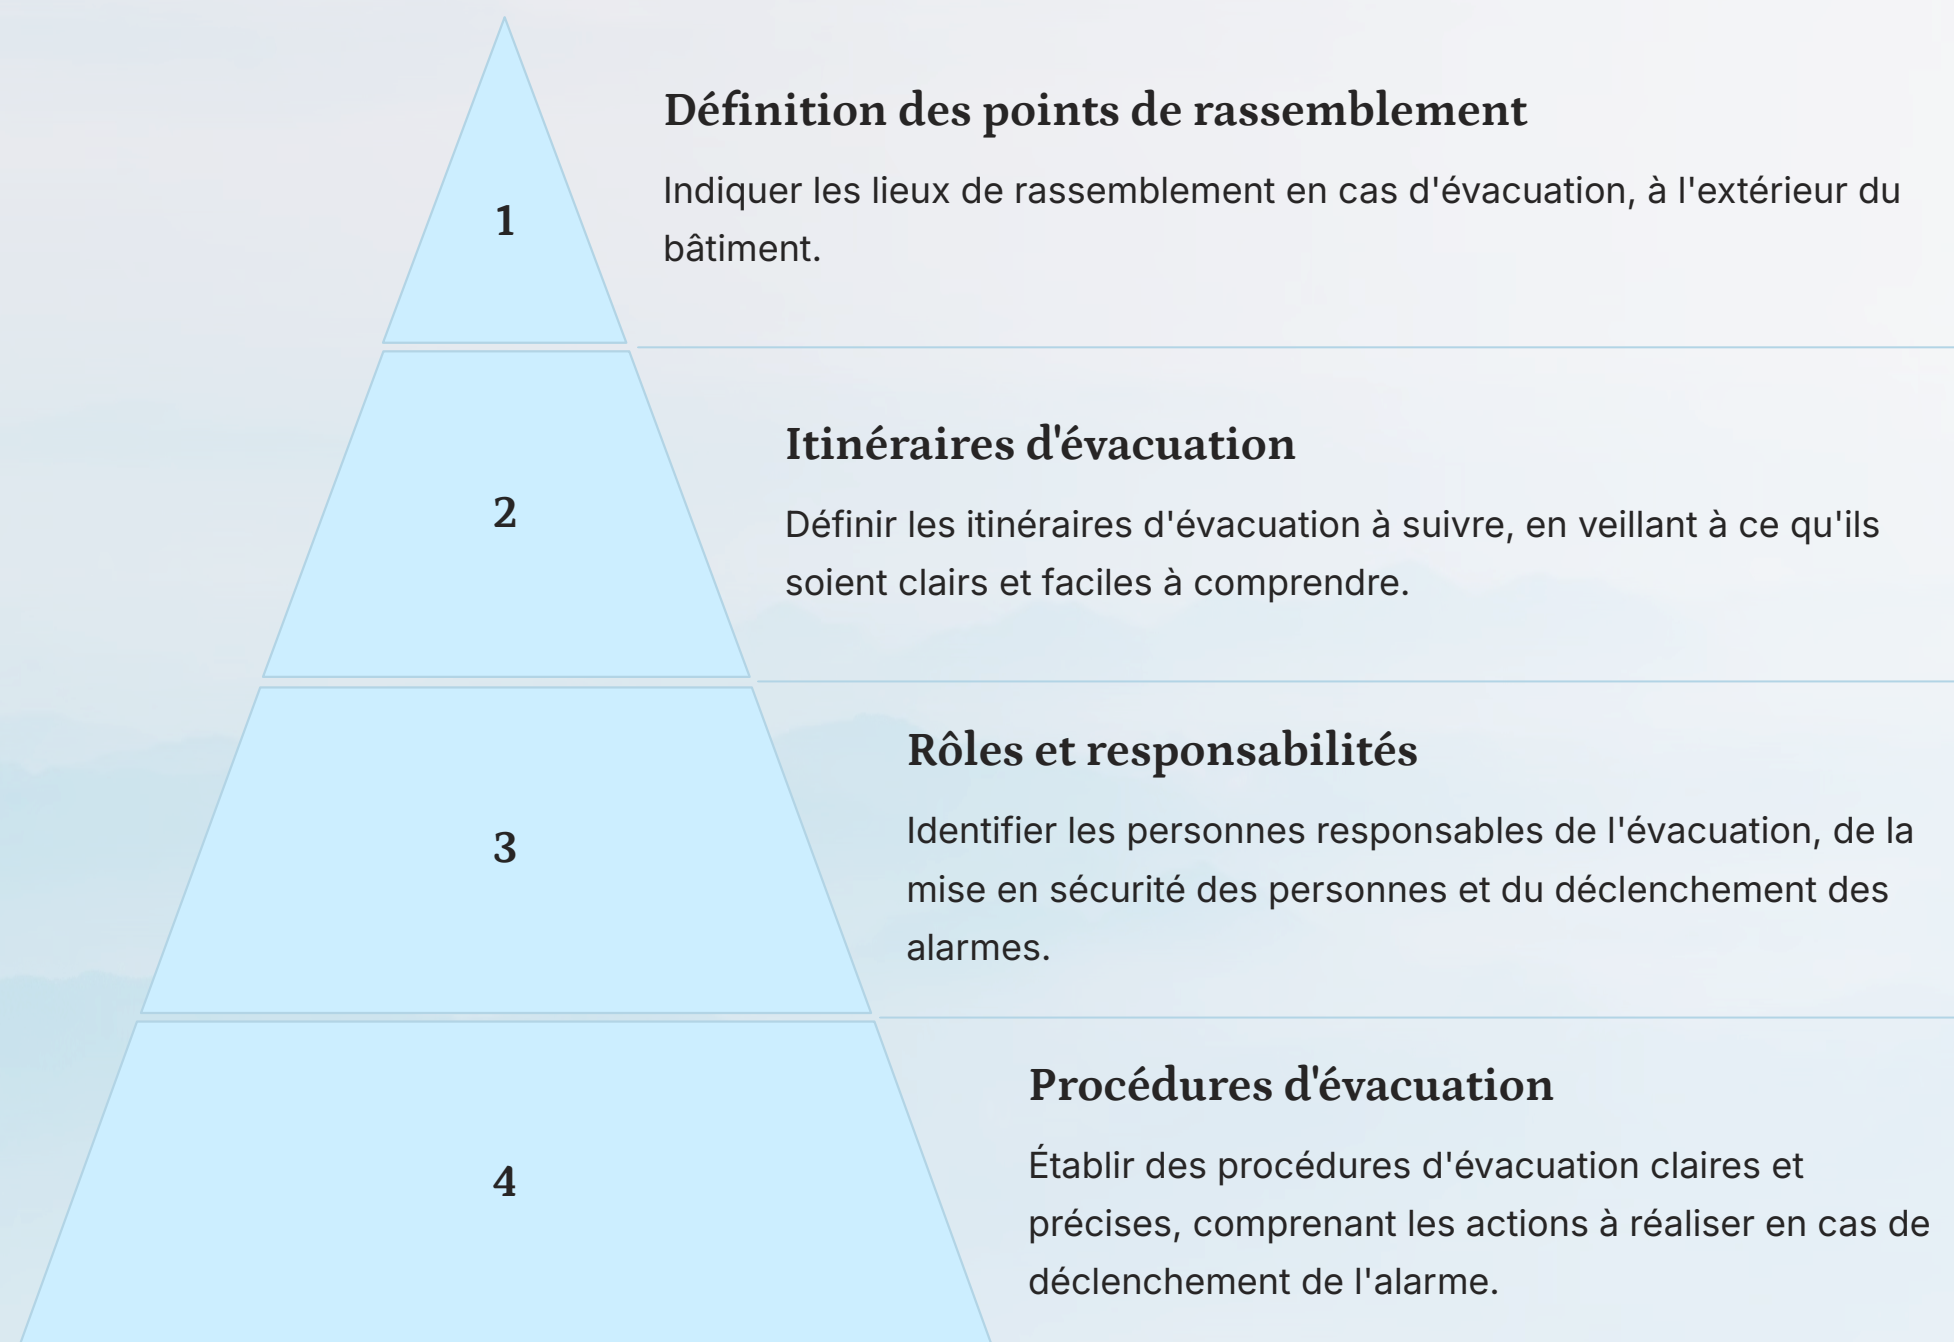 Définition des points de rassemblement
Indiquer les lieux de rassemblement en cas d'évacuation, à l'extérieur du
bâtiment.
1
Itinéraires d'évacuation
Définir les itinéraires d'évacuation à suivre, en veillant à ce qu'ils
soient clairs et faciles à comprendre.
2
Rôles et responsabilités
Identifier les personnes responsables de l'évacuation, de la
mise en sécurité des personnes et du déclenchement des
alarmes.
3
Procédures d'évacuation
Établir des procédures d'évacuation claires et
précises, comprenant les actions à réaliser en cas de
déclenchement de l'alarme.
4